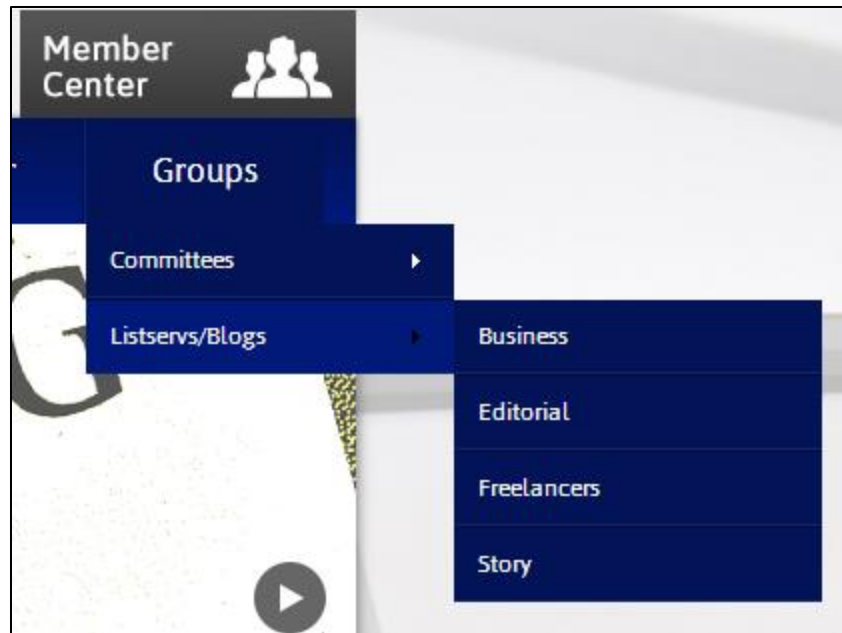 Member
Center
Groups
Committees
Listservs/Blogs
Business
Editorial
Freelancers
Story
G